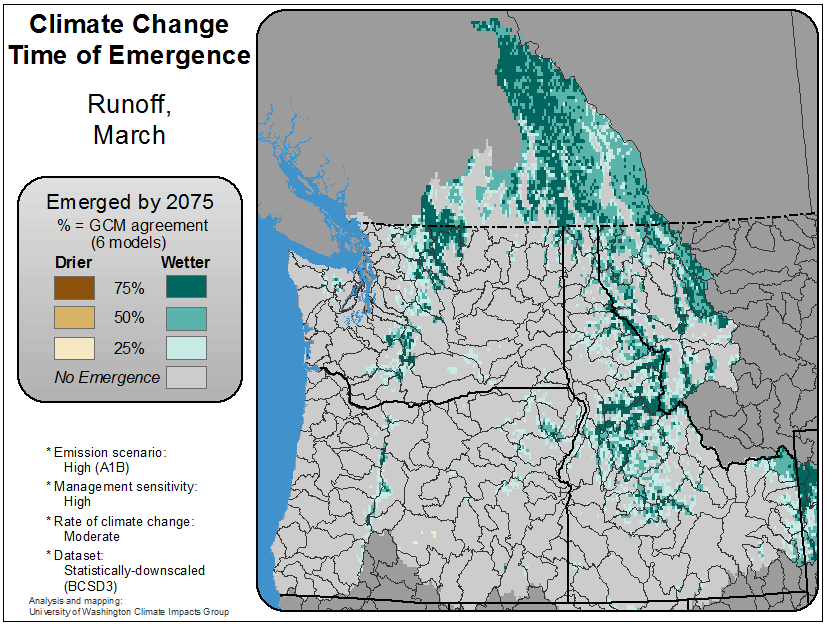 Climate Change
Time of Emergence
Runoff,
March
Emerged by 2075
% = GCM agreement
(6 models)
Drier Wetter
75%
50%
25%
No Emergence
* Emission scenario:
High (A1B)
* Management sensitivity:
High
* Rate of climate change:
Moderate
* Dataset:
Statistically-downscaled
(BCSD3)
Analysis and mapping:
University of Washington Climate Impacts Group